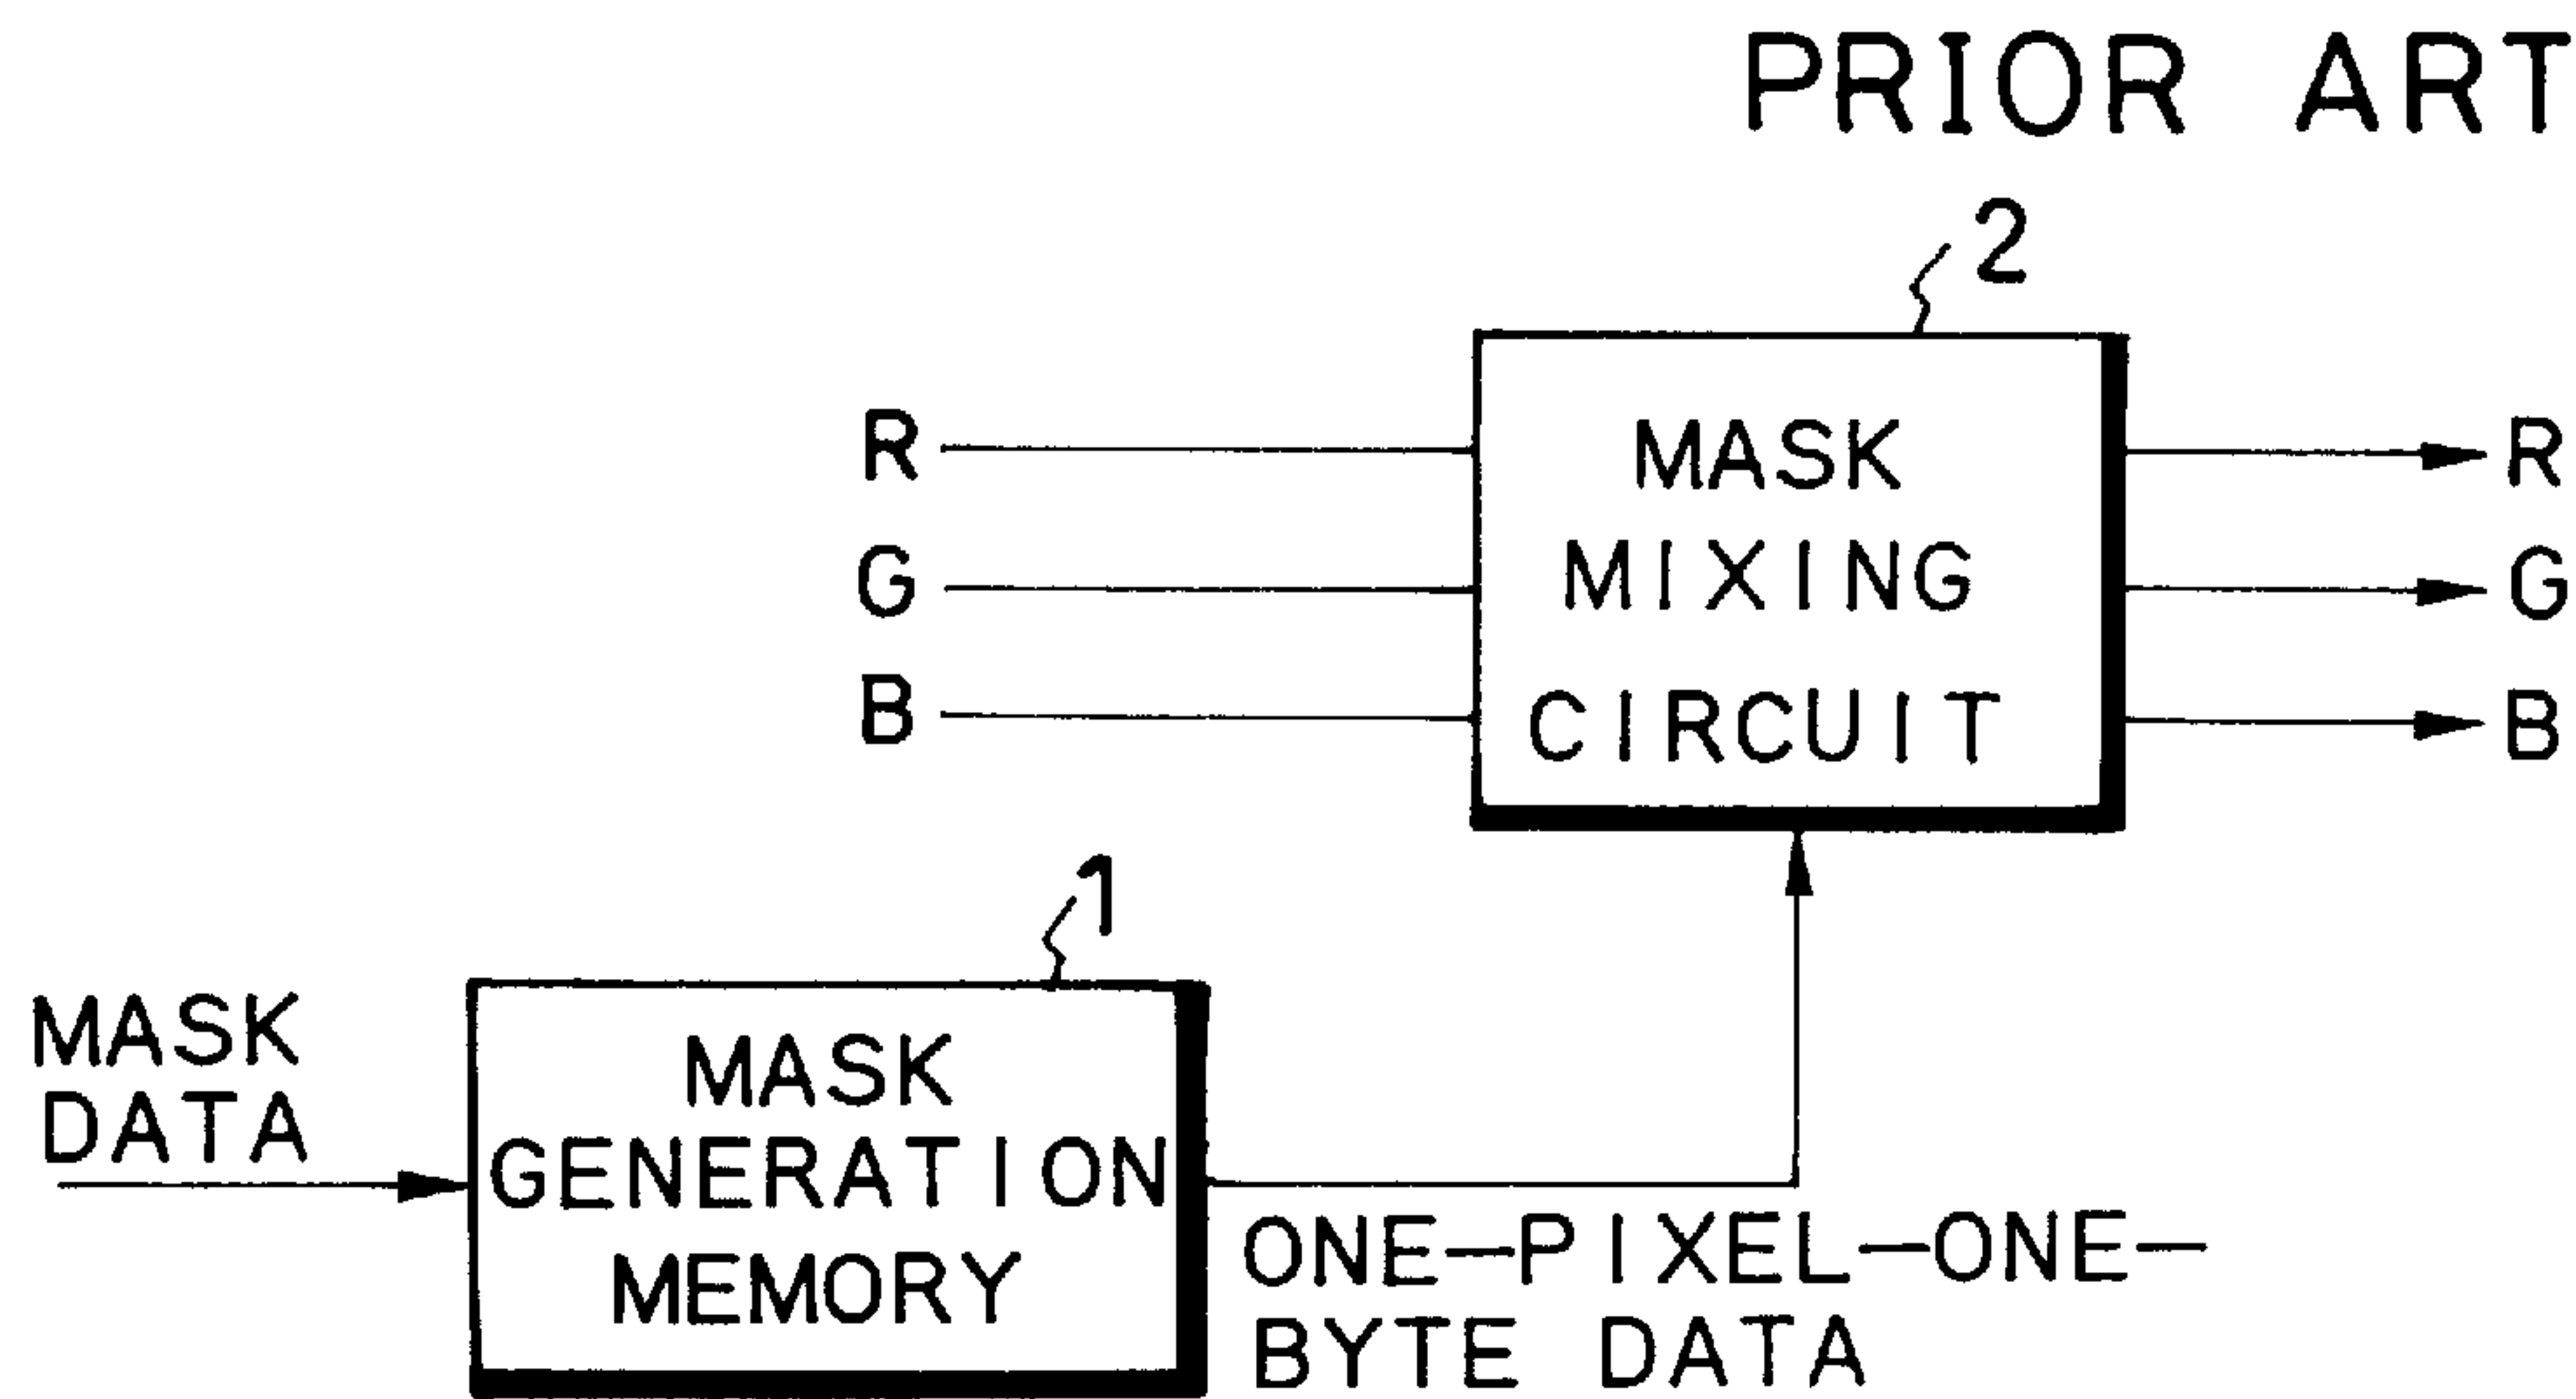 PRIOR ART
2
R
G
B
MASK
MIXING
CIRCUIT
R
G
B
1
MASK
DATA
MASK
GENERATION
MEMORY
ONE-PIXEL-ONE-
BYTE DATA